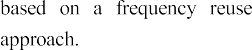 based on a frequency reuse
approach.